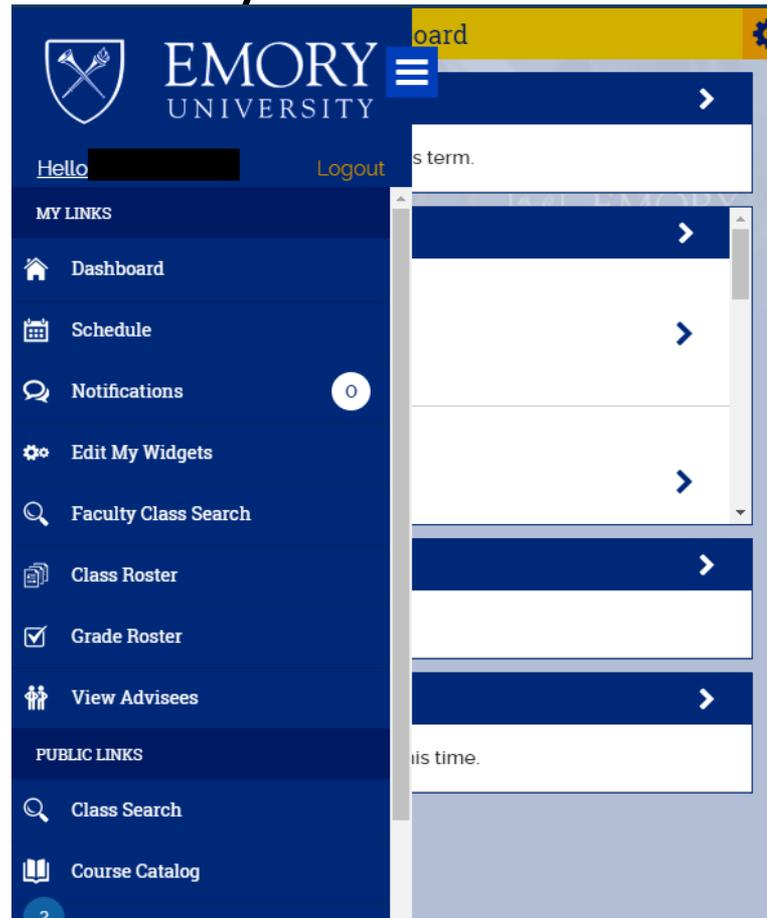 oard
EMORY
UNIVERSITY
Hello
Logout
s term.
EMORY
MY LINKS
Dashboard
Schedule
Notifications
0
Edit My Widgets
Faculty Class Search
Class Roster
Grade Roster
View Advisees
PUBLIC LINKS
his time.
Class Search
Course Catalog